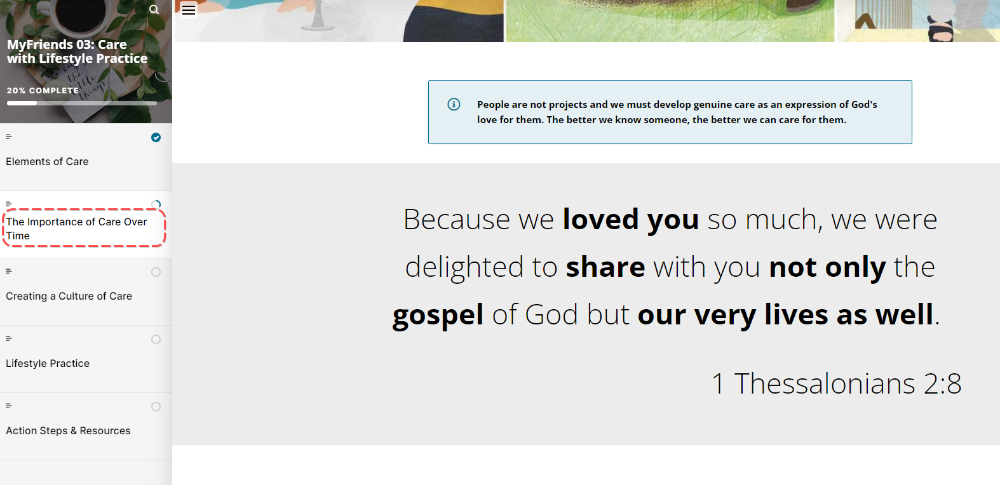 MyFriends 03: Care
with Lifestyle Practice
the
little
things
20% COMPLETE
Elements of Care
The Importance of Care Over
Time
Creating a Culture of Care
Lifestyle Practice
Action Steps & Resources
People are not projects and we must develop genuine care as an expression of God's
love for them. The better we know someone, the better we can care for them.
Because we loved you so much, we were
delighted to share with you not only the
gospel of God but our very lives as well.
1 Thessalonians 2:8